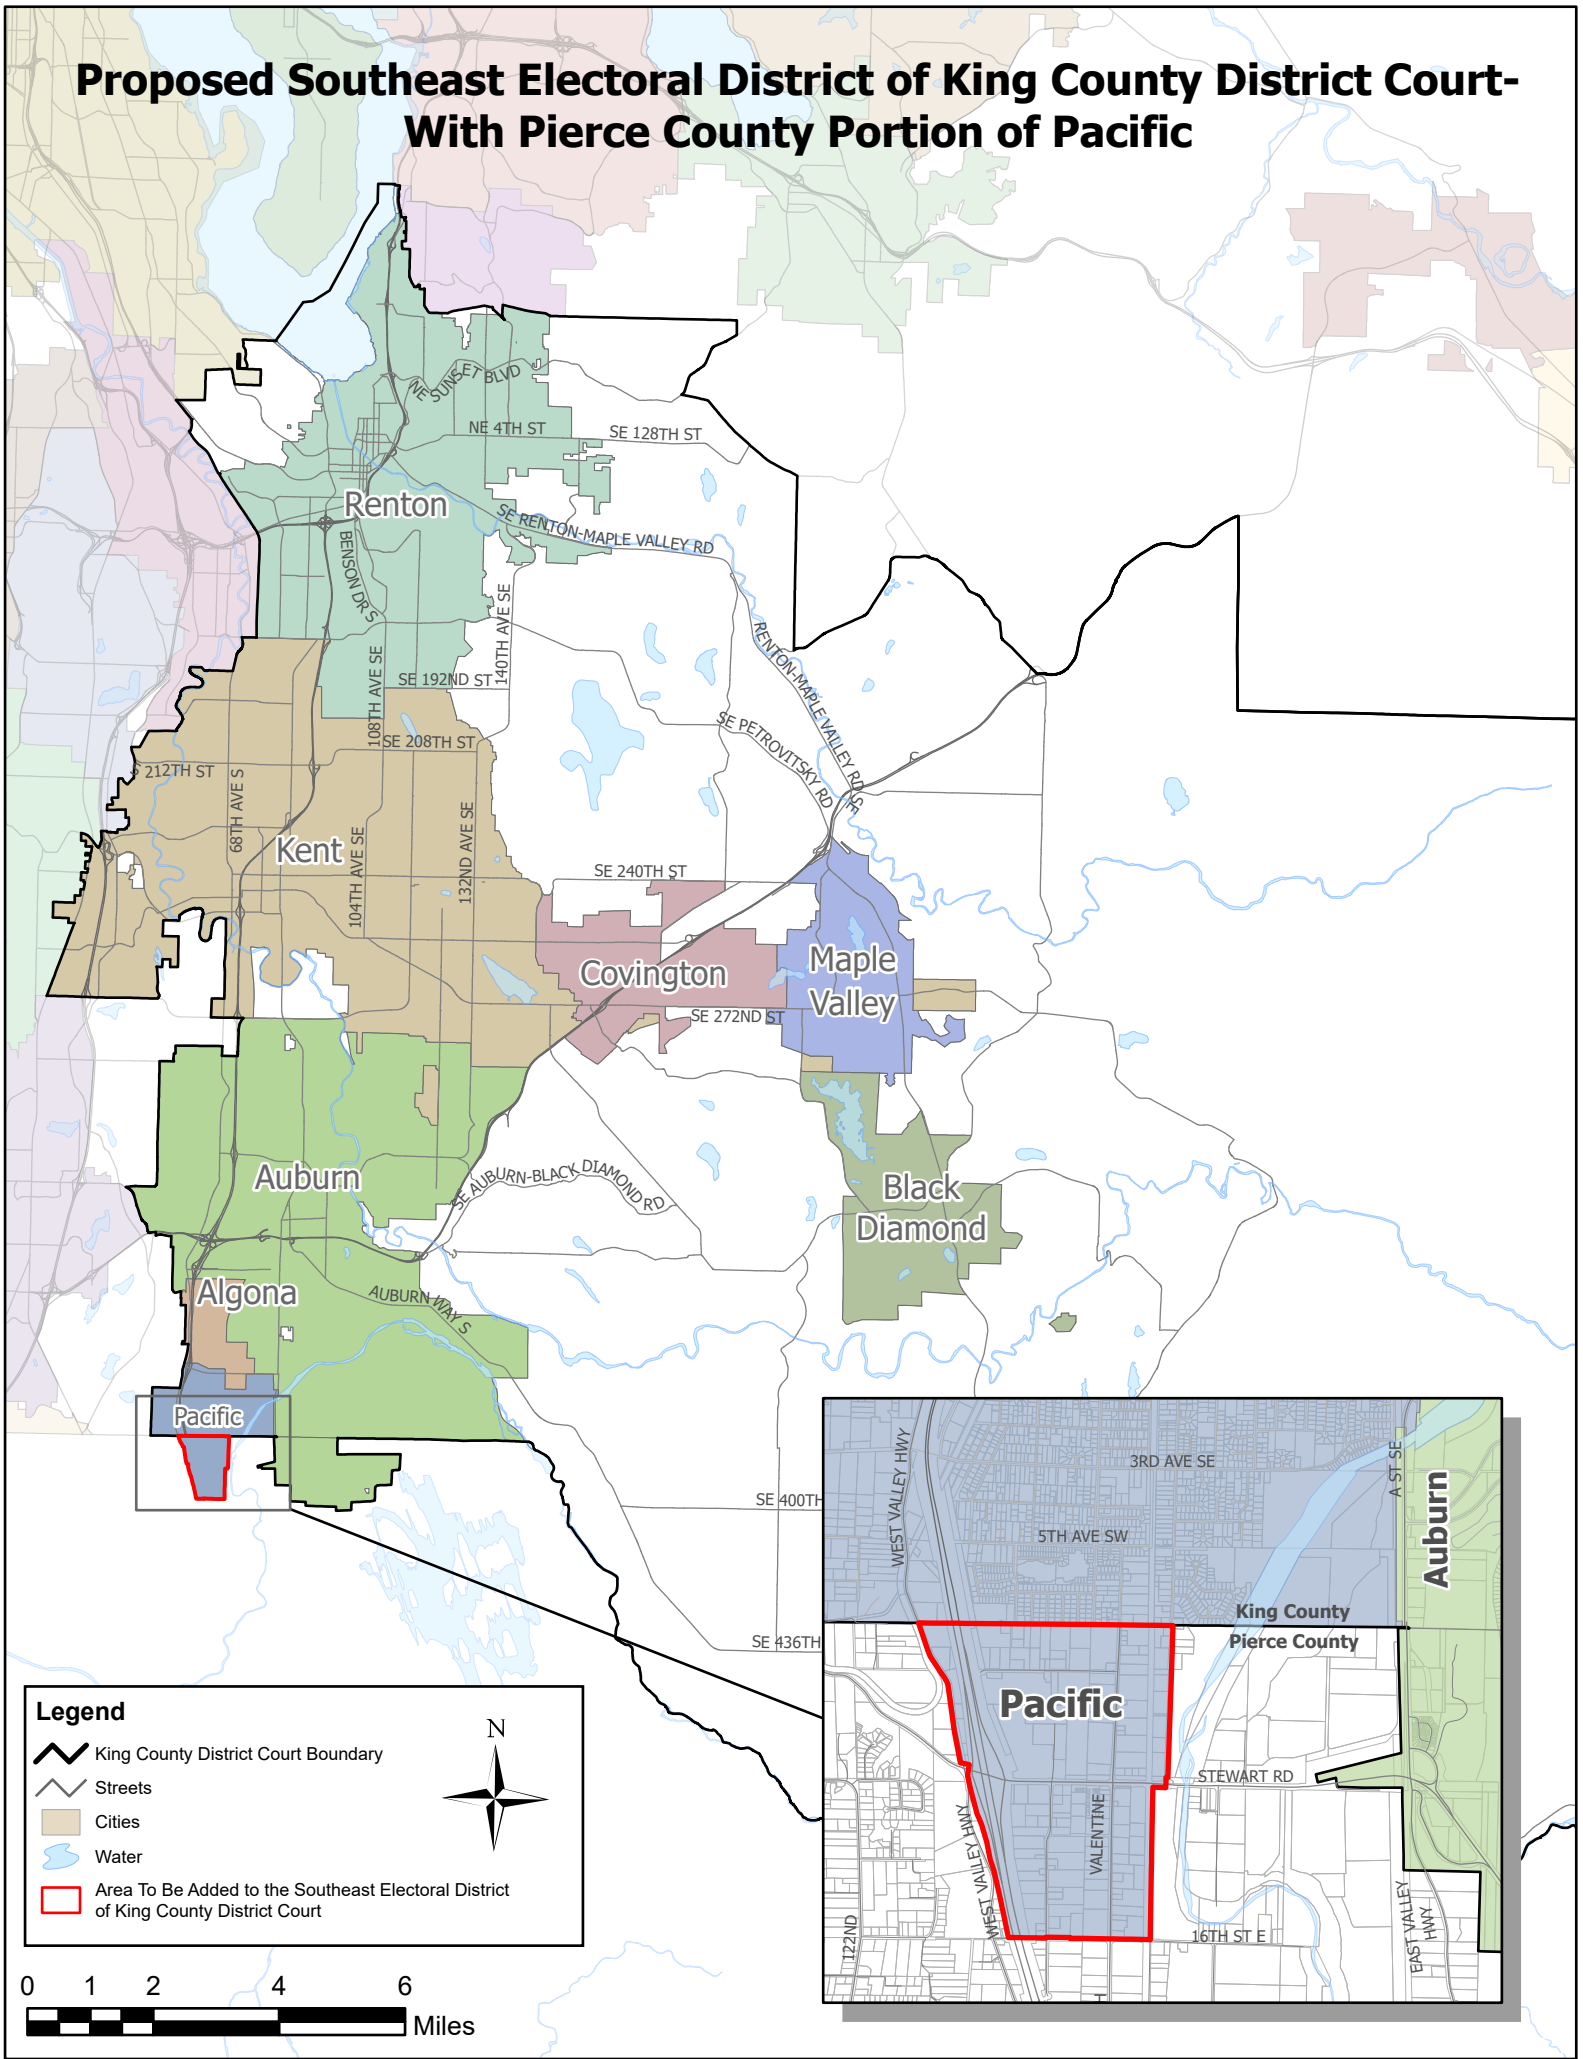 Proposed Southeast Electoral District of King County District Court-
With Pierce County Portion of Pacific
NE SUNSET BLVD
NE 4TH ST
SE 128TH ST
Renton
SE RENTON-MAPLE VALLEY RD
BENSON DR S
140TH AVE SE
RENTON-MAPLE VALLEY RD SE
108TH AVE SE
SE 192ND ST
SE PETROVITSKY RD
SE 208TH ST
S 212TH ST
68TH AVE S
Kent
104TH AVE SE
132ND AVE SE
SE 240TH ST
Covington
Maple
Valley
SE 272ND ST
Auburn
SE AUBURN-BLACK DIAMOND RD
Black
Diamond
Algona
AUBURN WAY S
Pacific
SE 400TH
SE 436TH
WEST VALLEY HWY
3RD AVE SE
A ST SE
5TH AVE SW
Auburn
King County
Pierce County
Pacific
STEWART RD
VALENTINE
WEST VALLEY HWY
122ND
16TH ST E
EAST VALLEY
HWY
H
Legend
N
King County District Court Boundary
Streets
Cities
Water
Area To Be Added to the Southeast Electoral District
of King County District Court
0 1 2 4 6
Miles